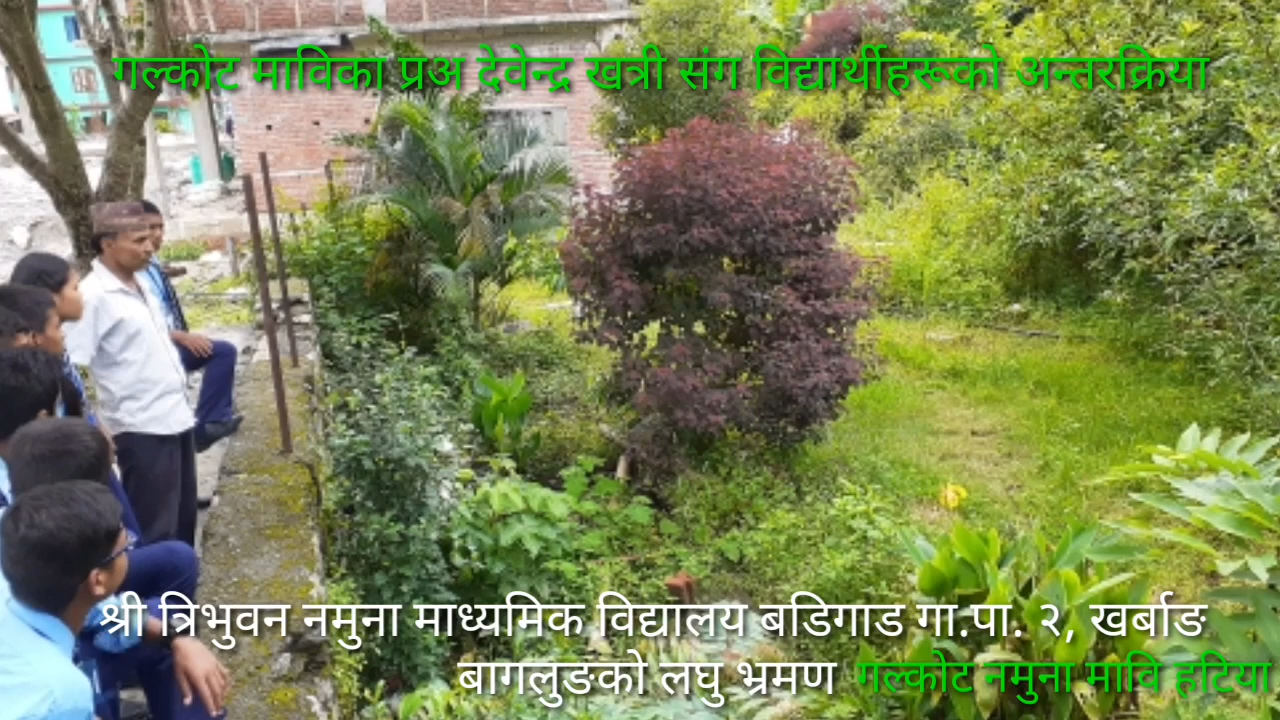 गल्कोट माविका प्रअ देवेन्द्र खत्री संग विद्यार्थीहरूको अन्तरक्रिया
श्री त्रिभुवन नमुना माध्यमिक विद्यालय बडिगाड गा.पा. २, खर्बाङ
बागलुङको लघु भ्रमण गल्कोट नमुना मावि हटिया